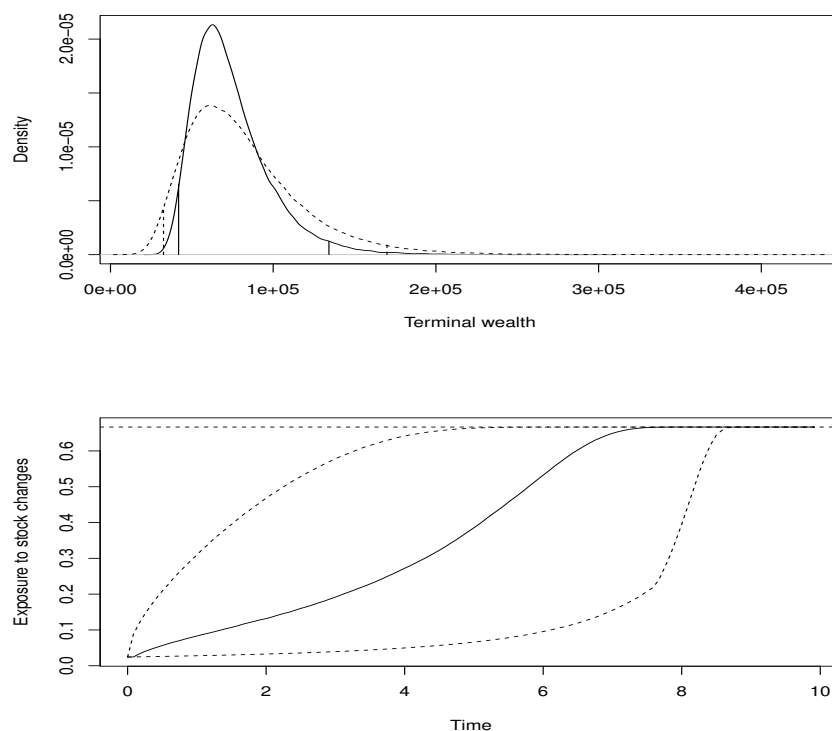 Density
2.0e−05
1.0e−05
0.0e+00
0e+00 1e+05 2e+05 3e+05 4e+05
Terminal wealth
Exposure to stock changes
0.6
0.5
0.4
0.3
0.2
0.1
0.0
0 2 4 6 8 10
Time